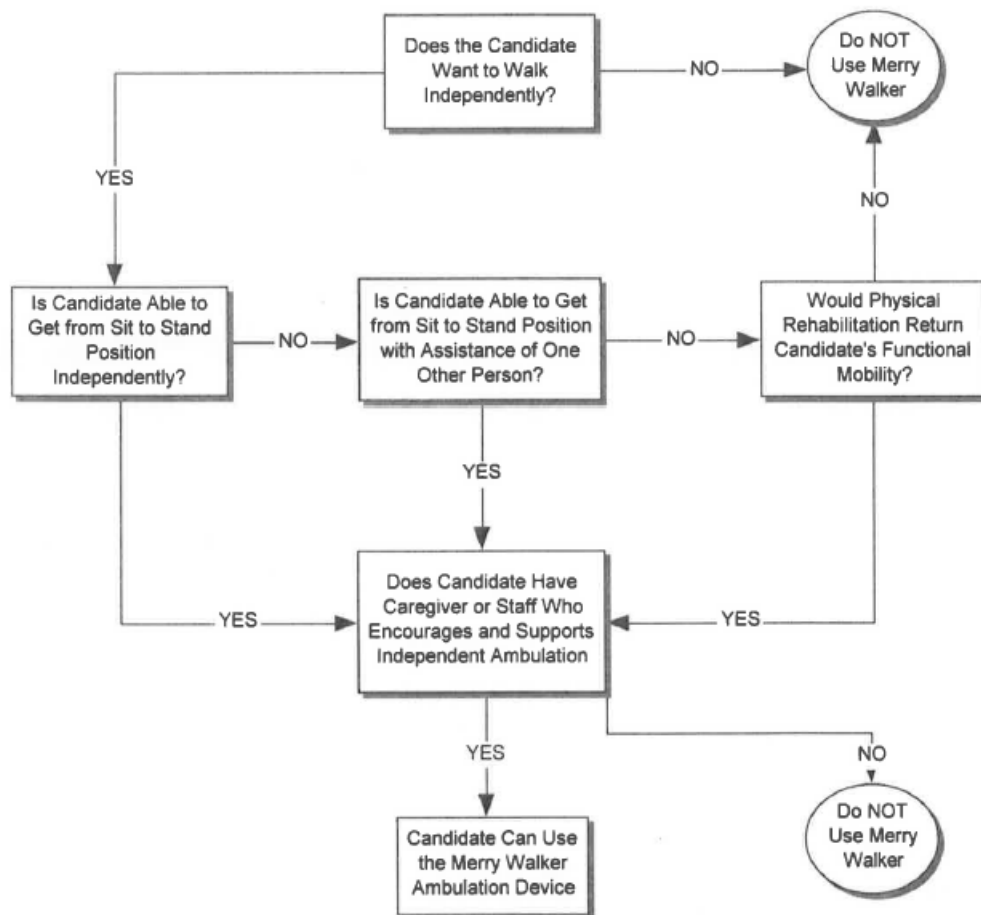 Does the Candidate
Want to Walk
Independently?
NO
Do NOT
Use Merry
Walker
YES
NO
Is Candidate Able to
Get from Sit to Stand
Position
Independently?
NO
Is Candidate Able to Get
from Sit to Stand Position
with Assistance of One
Other Person?
NO
Would Physical
Rehabilitation Return
Candidate's Functional
Mobility?
YES
Does Candidate Have
Caregiver or Staff Who
Encourages and Supports
Independent Ambulation
YES
YES
YES
NO
Candidate Can Use
the Merry Walker
Ambulation Device
Do NOT
Use Merry
Walker